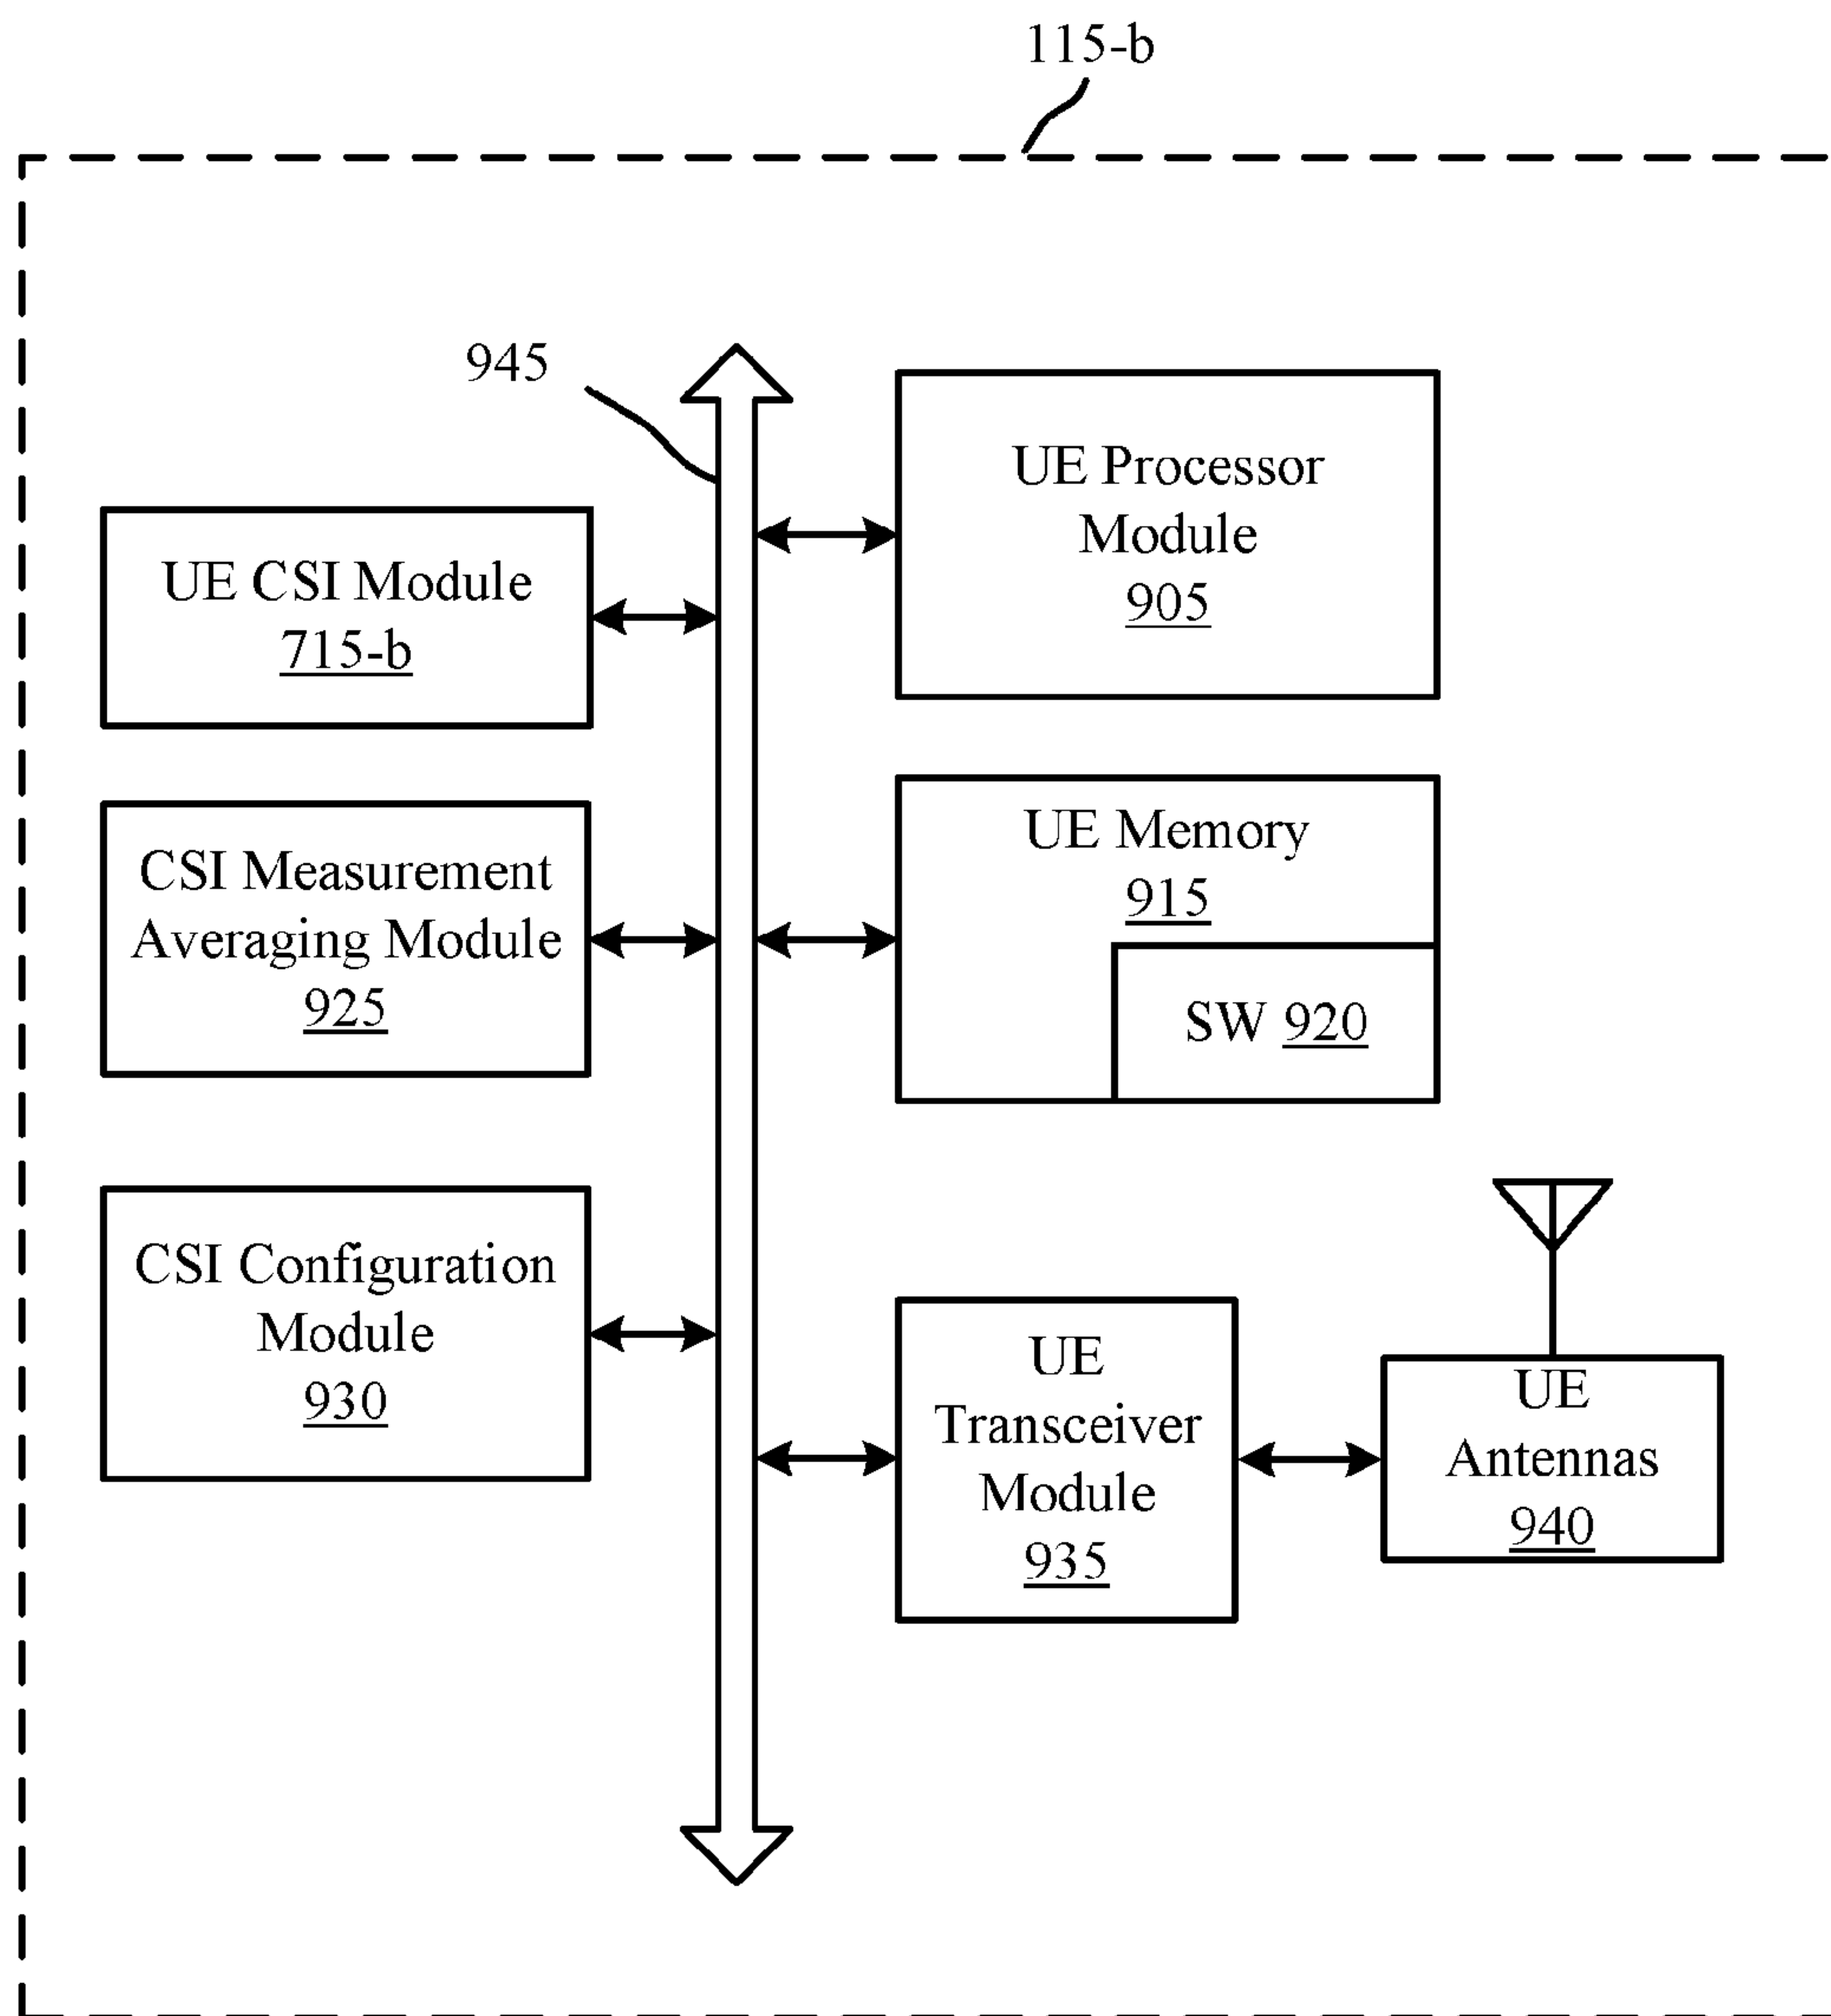 115-b
945
UE Processor
Module
905
UE CSI Module
715-b
UE Memory
915
SW 920
CSI Measurement
Averaging Module
925
CSI Configuration
Module
930
UE
Transceiver
Module
935
UE
Antennas
940